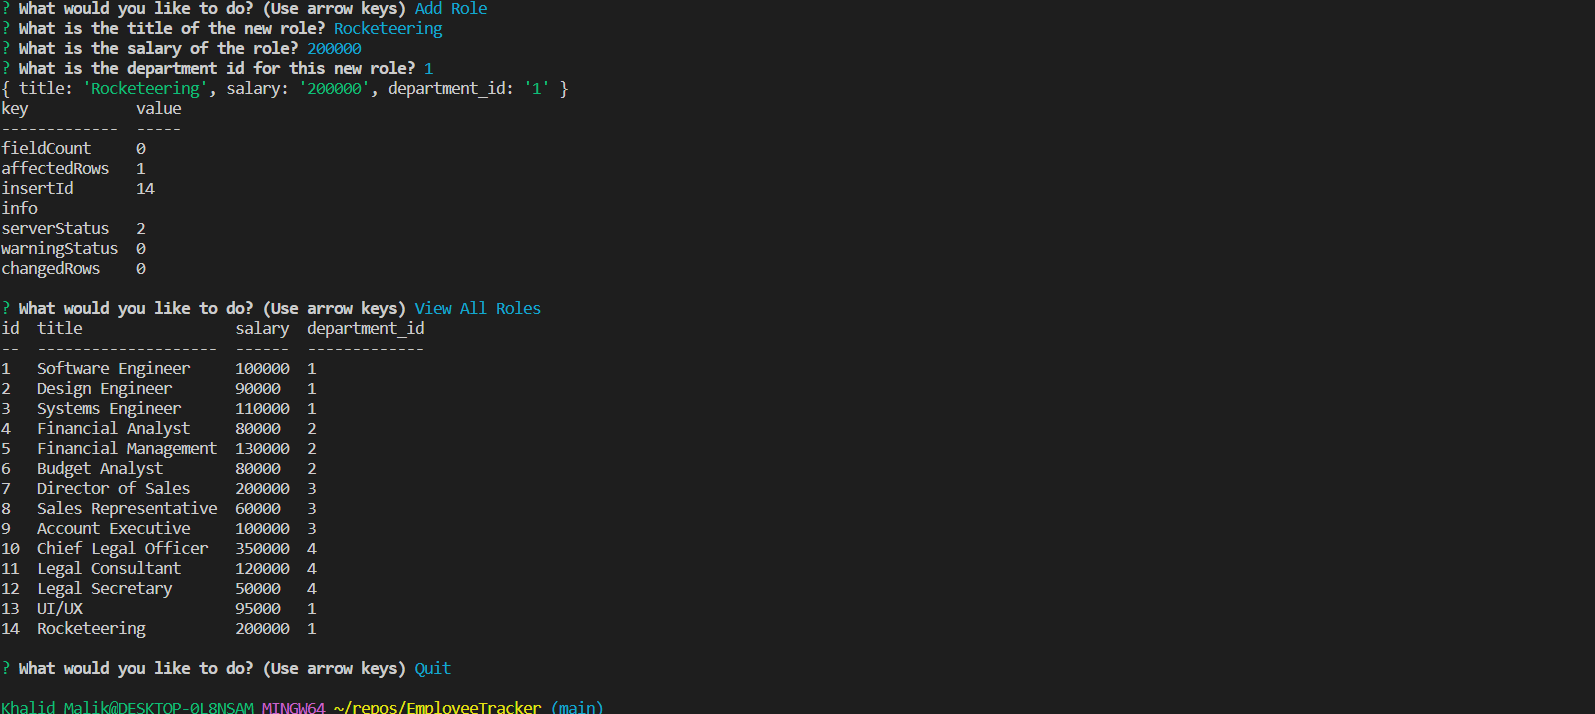 ? What would you like to do? (Use arrow keys) Add Role
? What is the title of the new role? Rocketeering
? What is the salary of the role? 200000
? What is the department id for this new role? 1
{ title: 'Rocketeering', salary: '200000', department_id: '1' }
key            value
-------------  -----
fieldCount     0
affectedRows   1
insertId       14
info
serverStatus   2
warningStatus  0
changedRows    0
? What would you like to do? (Use arrow keys) View All Roles
id  title                 salary  department_id
--  --------------------  ------  -------------
1   Software Engineer     100000  1
2   Design Engineer       90000   1
3   Systems Engineer      110000  1
4   Financial Analyst     80000   2
5   Financial Management  130000  2
6   Budget Analyst        80000   2
7   Director of Sales     200000  3
8   Sales Representative  60000   3
9   Account Executive     100000  3
10  Chief Legal Officer   350000  4
11  Legal Consultant      120000  4
12  Legal Secretary       50000   4
13  UI/UX                 95000   1
14  Rocketeering          200000  1
? What would you like to do? (Use arrow keys) Quit
Khalid Malik@DESKTOP-0L8NSAM MINGW64 ~/repos/EmployeeTracker (main)